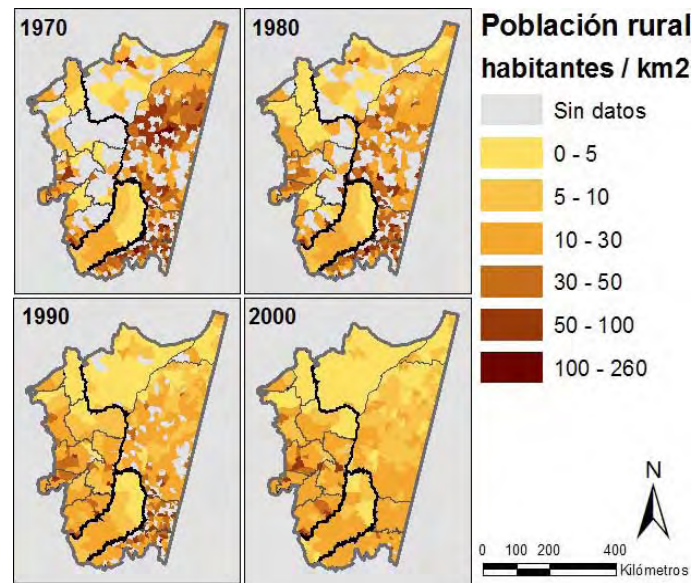 1970
1980
Población rural
habitantes / km2
Sin datos
0 - 5
5 - 10
10 - 30
30 - 50
50 - 100
100 - 260
1990
2000
N
0 100 200 400
Kilómetros